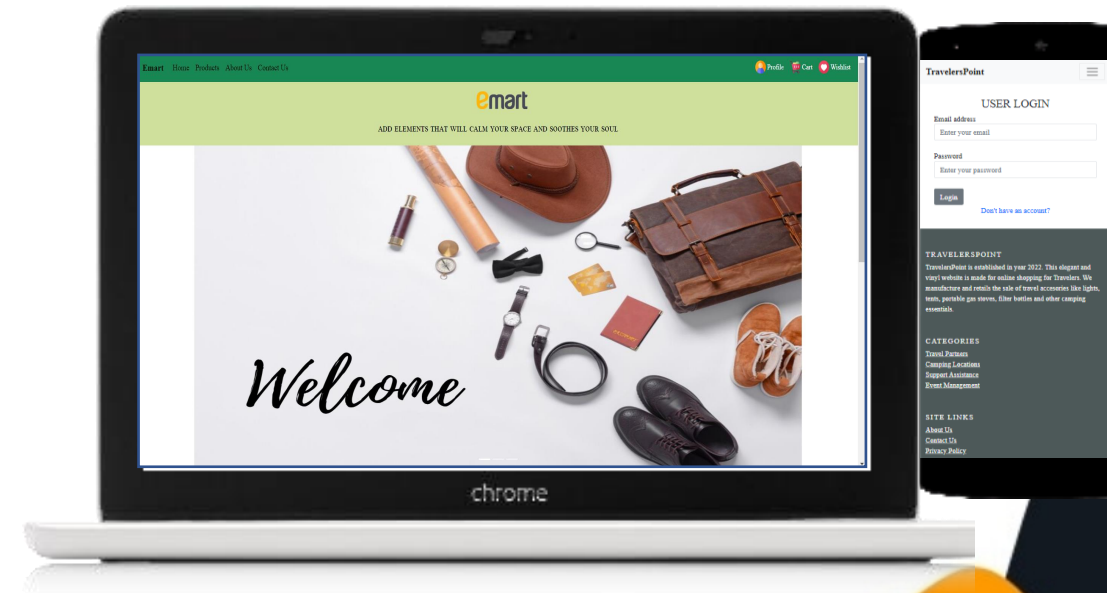 Emart Home Products About Us Contact Us
Profile Cart Wishlist
emart
ADD ELEMENTS THAT WILL CALM YOUR SPACE AND SOOTHES YOUR SOUL
Welcome
chrome
TravelersPoint
USER LOGIN
Email address
Enter your email
Password
Enter your password
Login
Don't have an account?
TRAVELERSPOINT
TravelersPoint is established in year 2022. This elegant and
vinyl website is made for online shopping for Travelers. We
manufacture and retails the sale of travel accesories like lights,
tents, portable gas stoves, filter bottles and other camping
essentials.
CATEGORIES
Travel Partners
Camping Locations
Support Assistance
Event Management
SITE LINKS
About Us
Contact Us
Privacy Policy